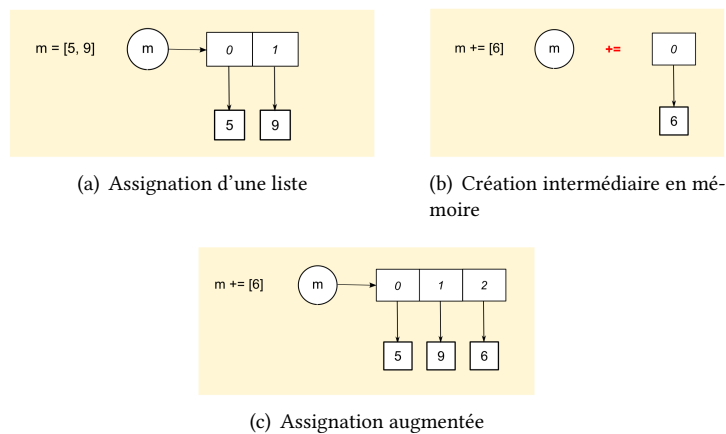 m = [5, 9]
m
0 1
5 9
(a) Assignation d'une liste
m += [6]
m
+=
0
6
(b) Création intermédiaire en mé-
moire
m += [6]
m
0 1 2
5 9 6
(c) Assignation augmentée